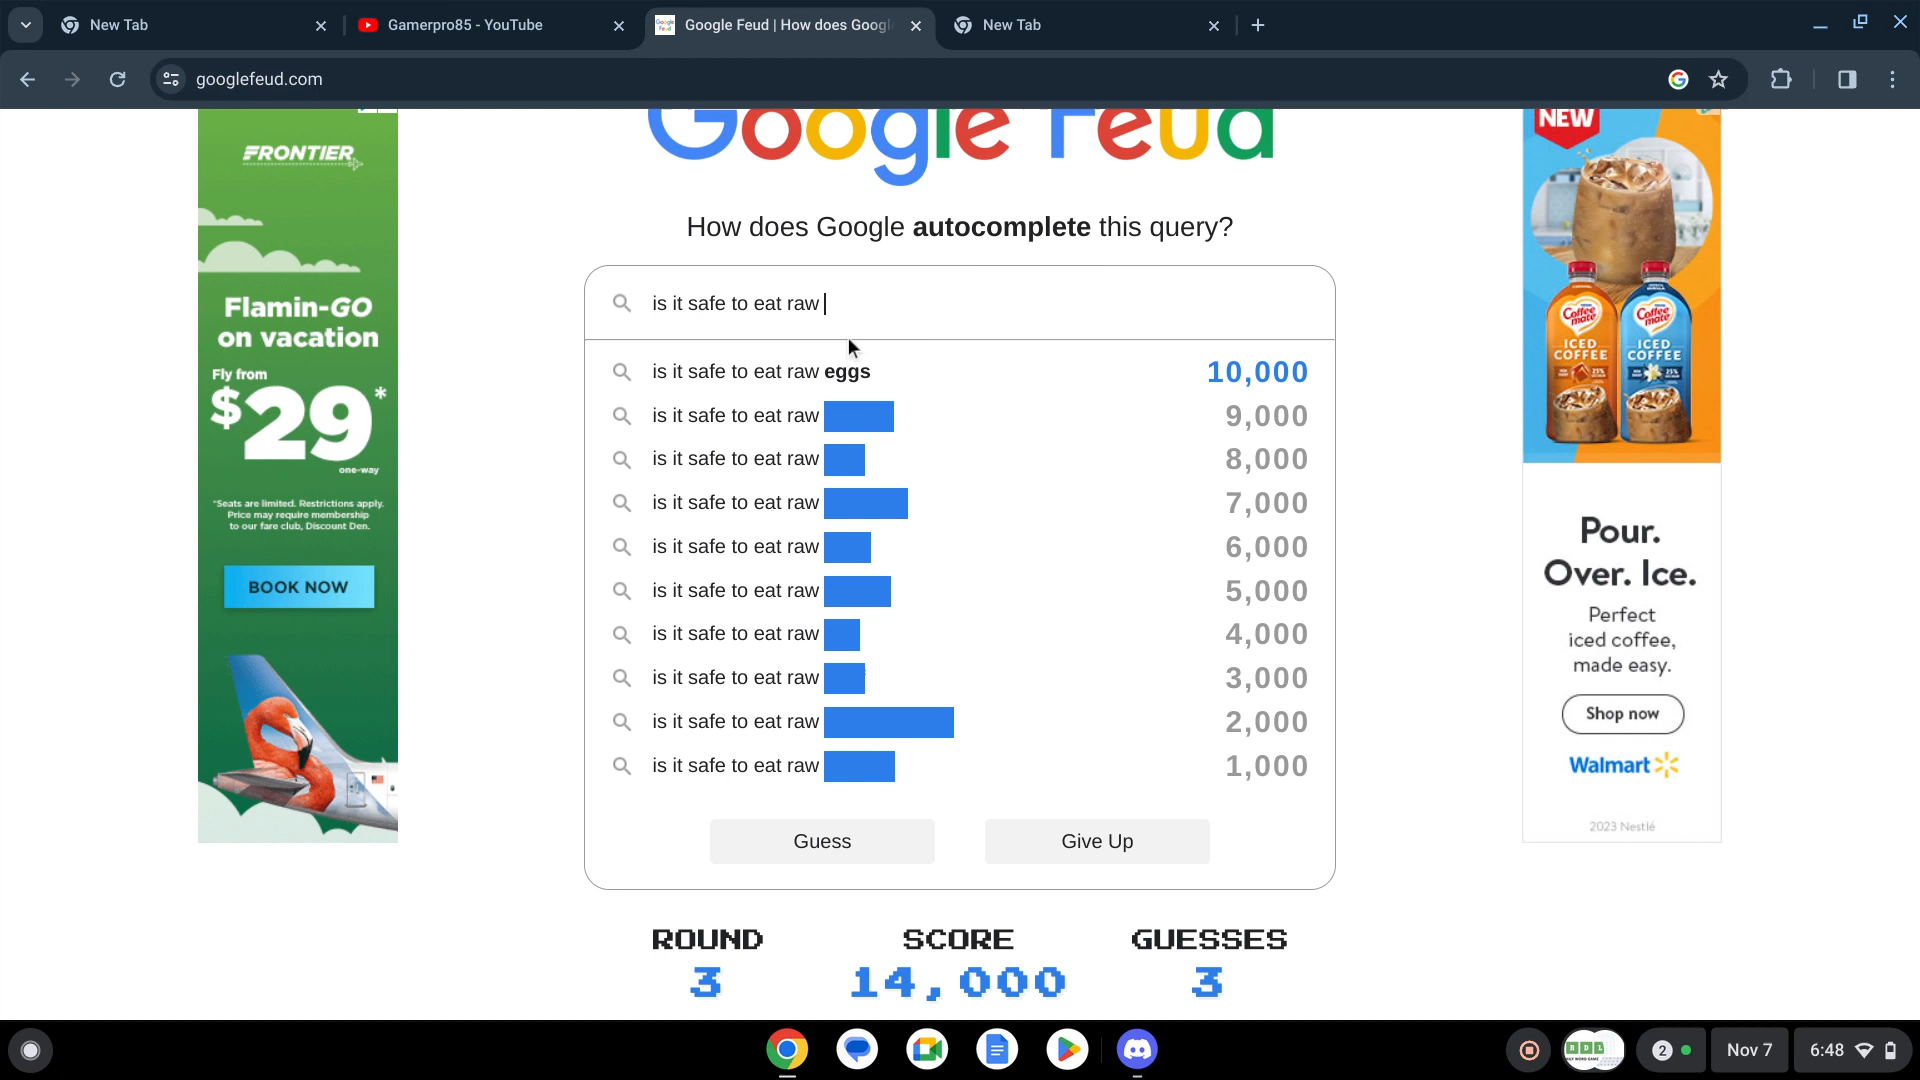 New Tab
Gamerpro85 - YouTube
Google Feud | How does Googl
New Tab
googlefeud.com
FRONTIER
Flamin-GO
on vacation
Fly from
$29*
one-way
*Seats are limited. Restrictions apply.
Price may require membership
to our fare club, Discount Den.
BOOK NOW
Google Feud
How does Google autocomplete this query?
is it safe to eat raw
is it safe to eat raw eggs 10,000
is it safe to eat raw 9,000
is it safe to eat raw 8,000
is it safe to eat raw 7,000
is it safe to eat raw 6,000
is it safe to eat raw 5,000
is it safe to eat raw 4,000
is it safe to eat raw 3,000
is it safe to eat raw 2,000
is it safe to eat raw 1,000
Guess Give Up
ROUND SCORE GUESSES
3 14,000 3
NEW
Coffee mate Coffee mate
ICED COFFEE ICED COFFEE
Pour.
Over. Ice.
Perfect
iced coffee,
made easy.
Shop now
Walmart
2023 Nestlé
RDL
2
Nov 7
6:48